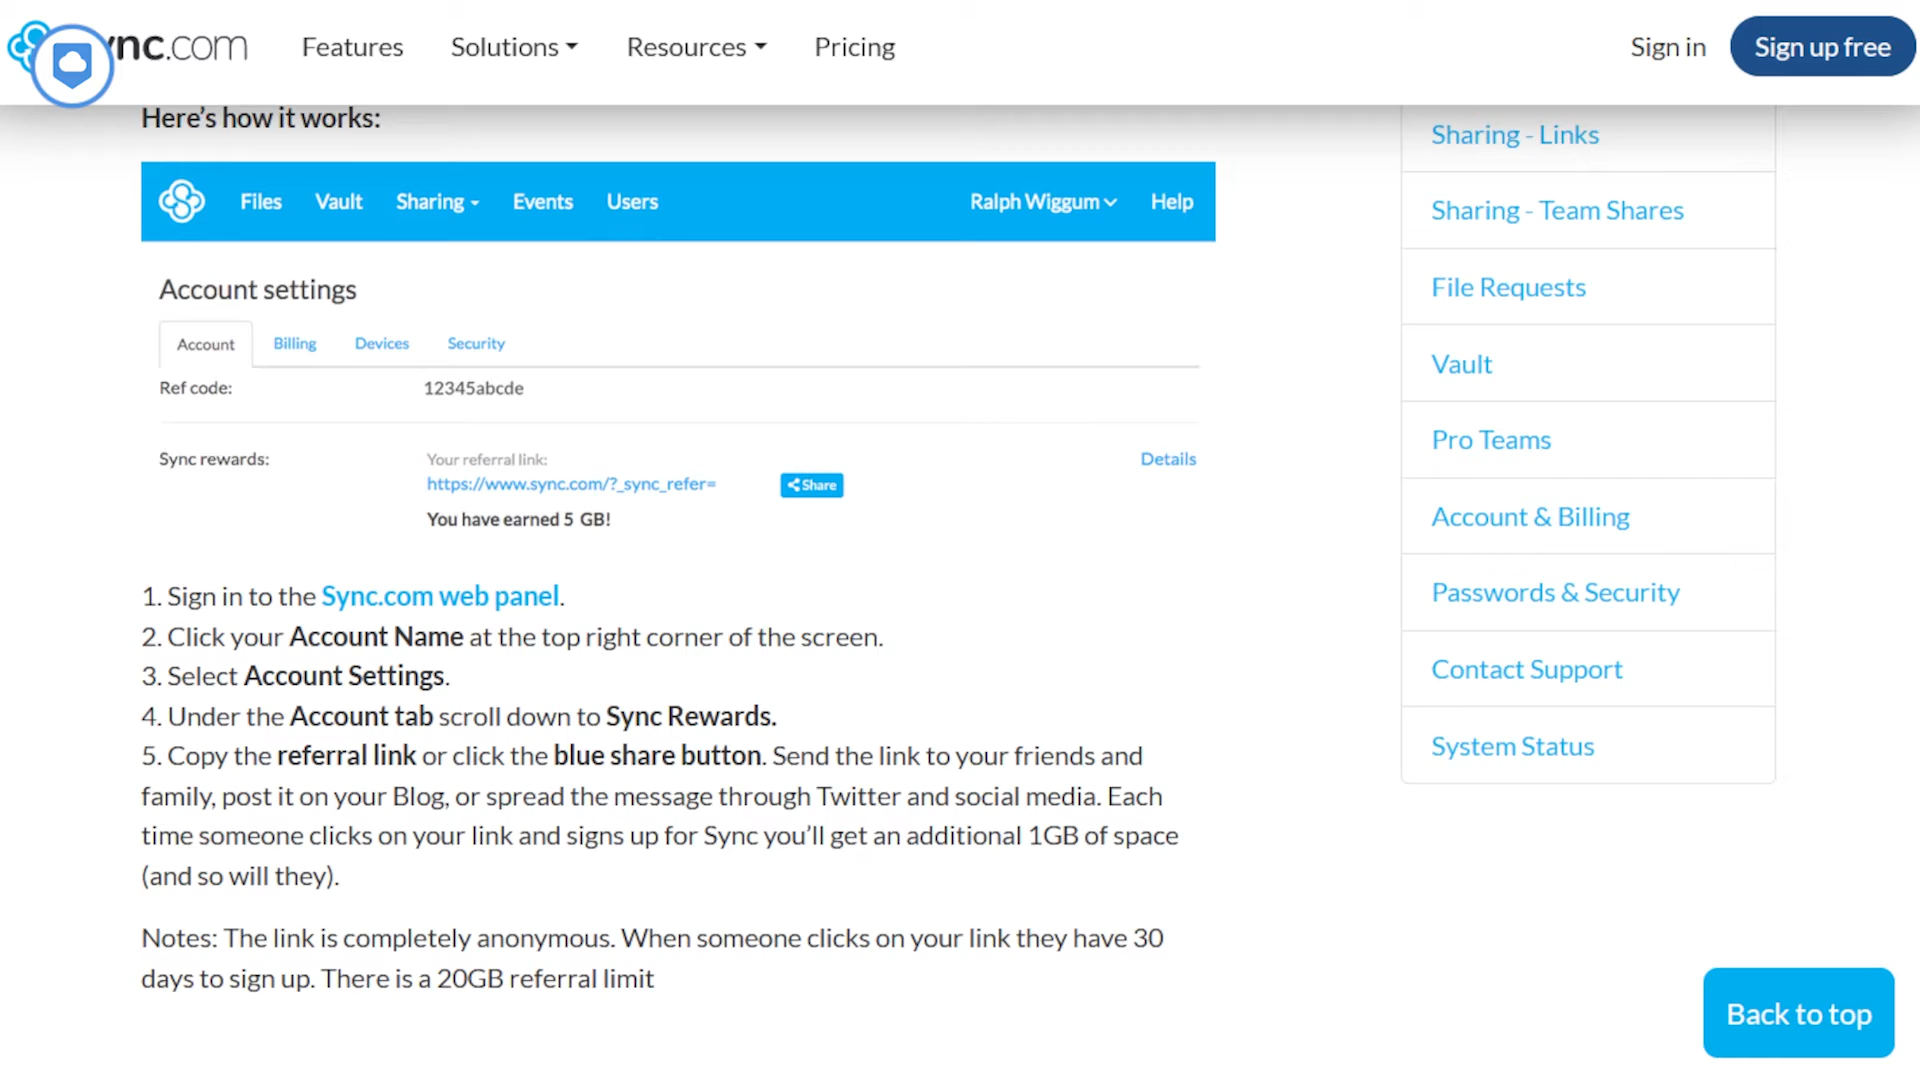 nc.com Features Solutions Resources Pricing Sign in Sign up free
Here's how it works:
Files Vault Sharing Events Users Ralph Wiggum Help
Account settings
Account Billing Devices Security
Ref code: 12345abcde
Sync rewards: Your referral link: Details
https://www.sync.com/?_sync_refer= Share
You have earned 5 GB!
1. Sign in to the Sync.com web panel.
2. Click your Account Name at the top right corner of the screen.
3. Select Account Settings.
4. Under the Account tab scroll down to Sync Rewards.
5. Copy the referral link or click the blue share button. Send the link to your friends and
family, post it on your Blog, or spread the message through Twitter and social media. Each
time someone clicks on your link and signs up for Sync you'll get an additional 1GB of space
(and so will they).
Notes: The link is completely anonymous. When someone clicks on your link they have 30
days to sign up. There is a 20GB referral limit
Sharing - Links
Sharing - Team Shares
File Requests
Vault
Pro Teams
Account & Billing
Passwords & Security
Contact Support
System Status
Back to top